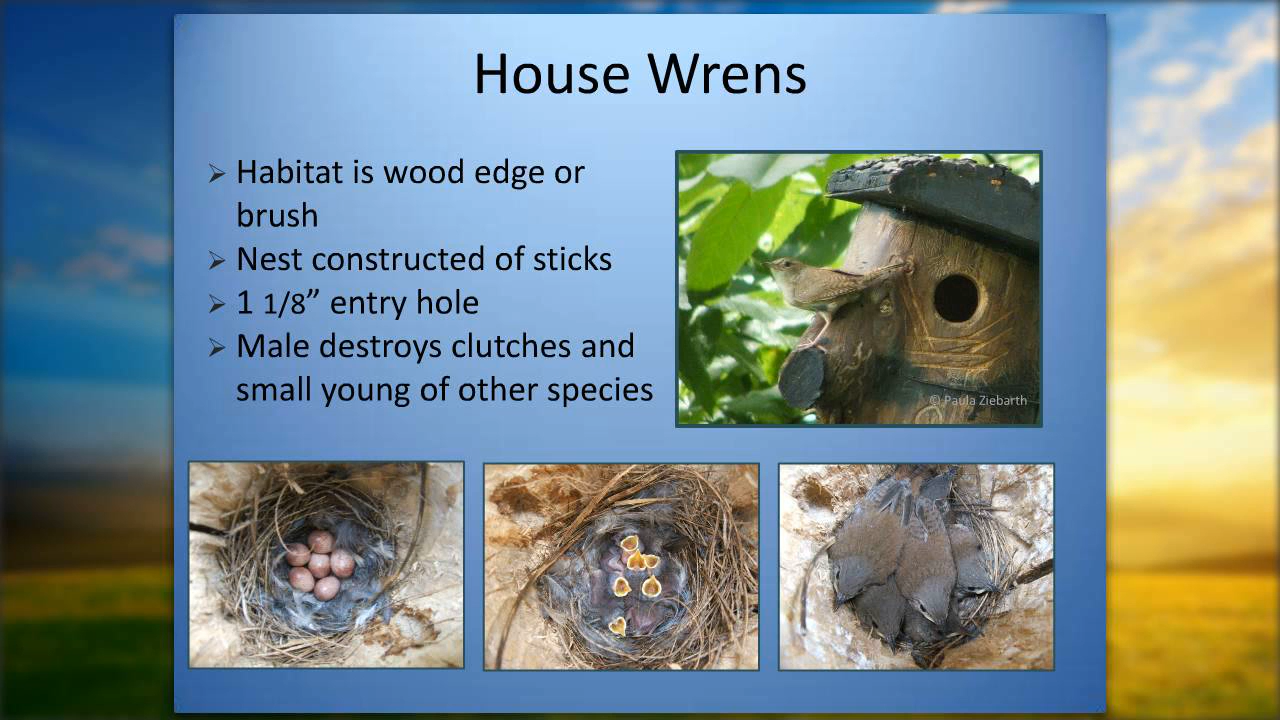 House Wrens
➢ Habitat is wood edge or
brush
➢ Nest constructed of sticks
➢ 1 1/8” entry hole
➢ Male destroys clutches and
small young of other species
© Paula Ziebarth